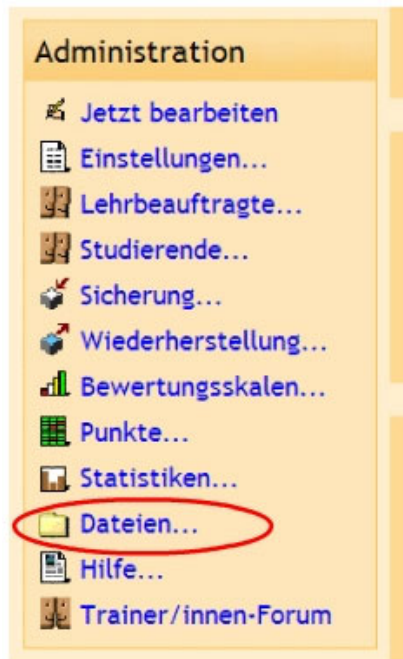 Administration
Jetzt bearbeiten
Einstellungen...
Lehrbeauftragte...
Studierende...
Sicherung...
Wiederherstellung...
Bewertungsskalen...
Punkte...
Statistiken...
Dateien...
Hilfe...
Trainer/innen-Forum